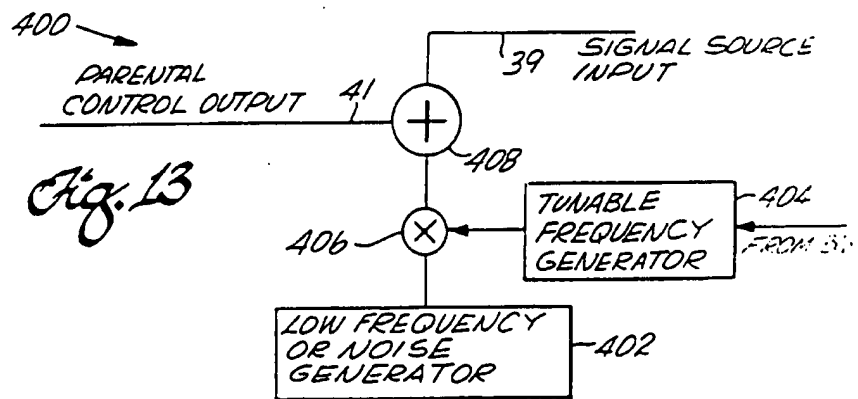 400
39
SIGNAL SOURCE
INPUT
PARENTAL
CONTROL OUTPUT
41
+
408
Fig. 13
406
×
TUNABLE
FREQUENCY
GENERATOR
404
FROM
LOW FREQUENCY
OR NOISE
GENERATOR
402